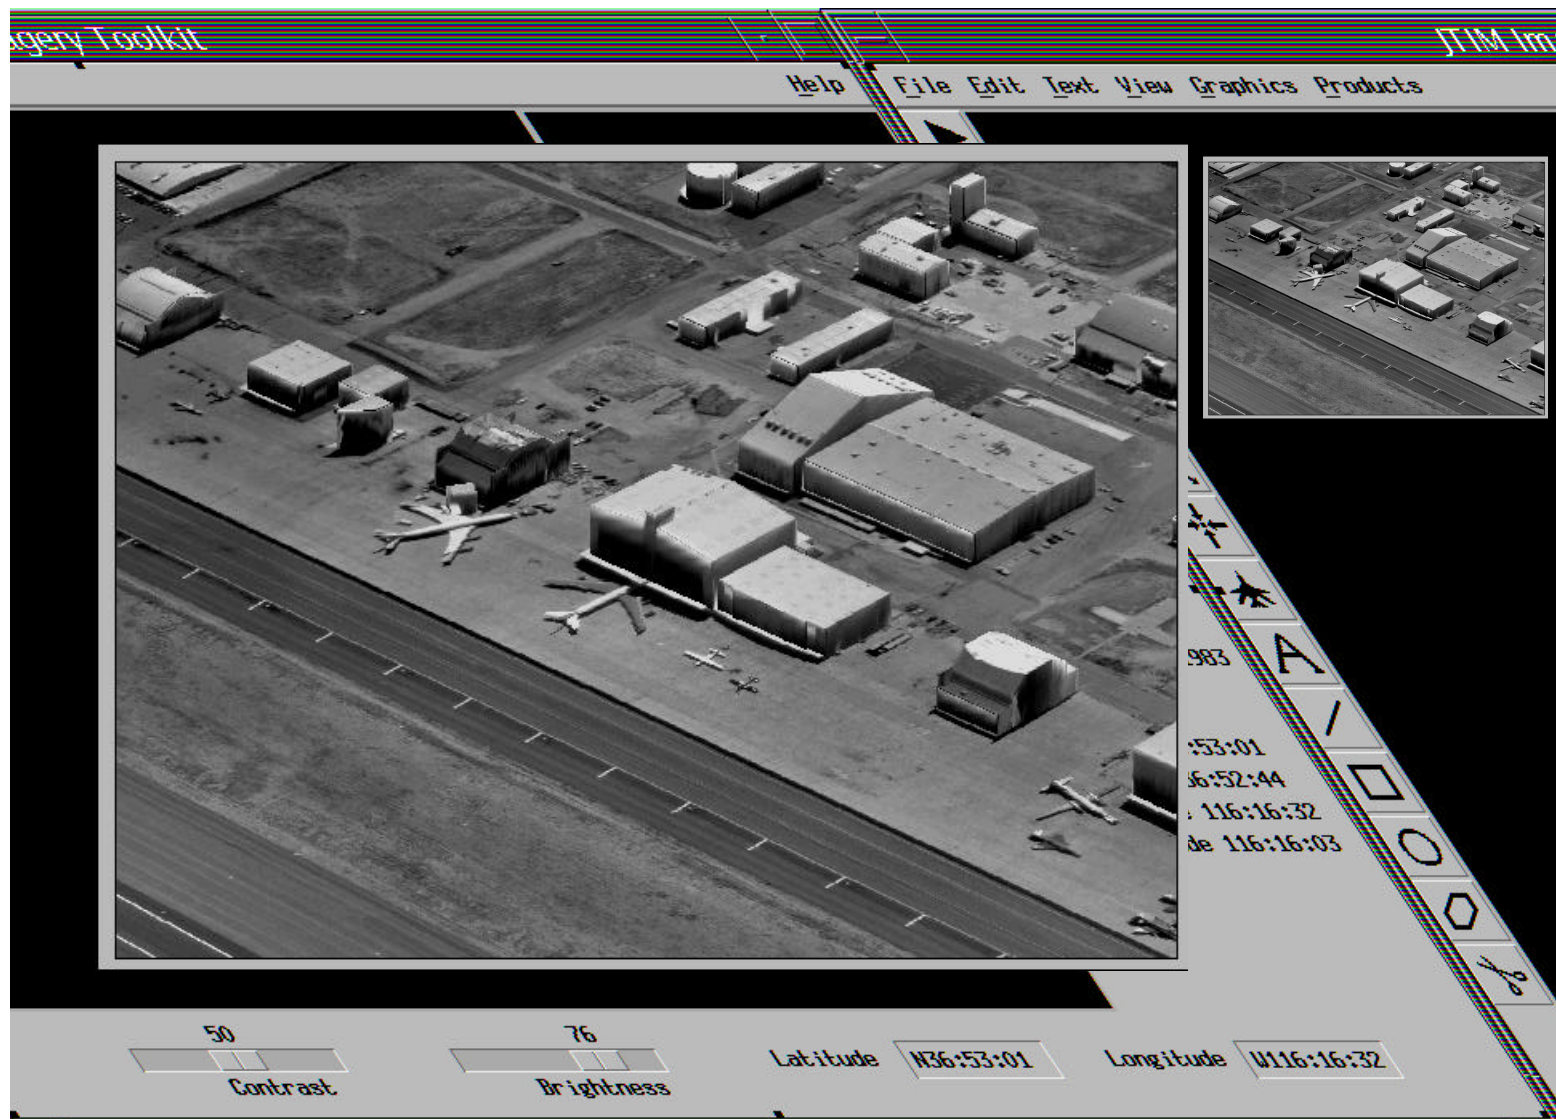 agery Toolkit
JTIM Im
Help
File Edit Text View Graphics Products
A
983
:53:01
36:52:44
116:16:32
de 116:16:03
50
76
Contrast
Brightness
Latitude N36:53:01
Longitude W116:16:32